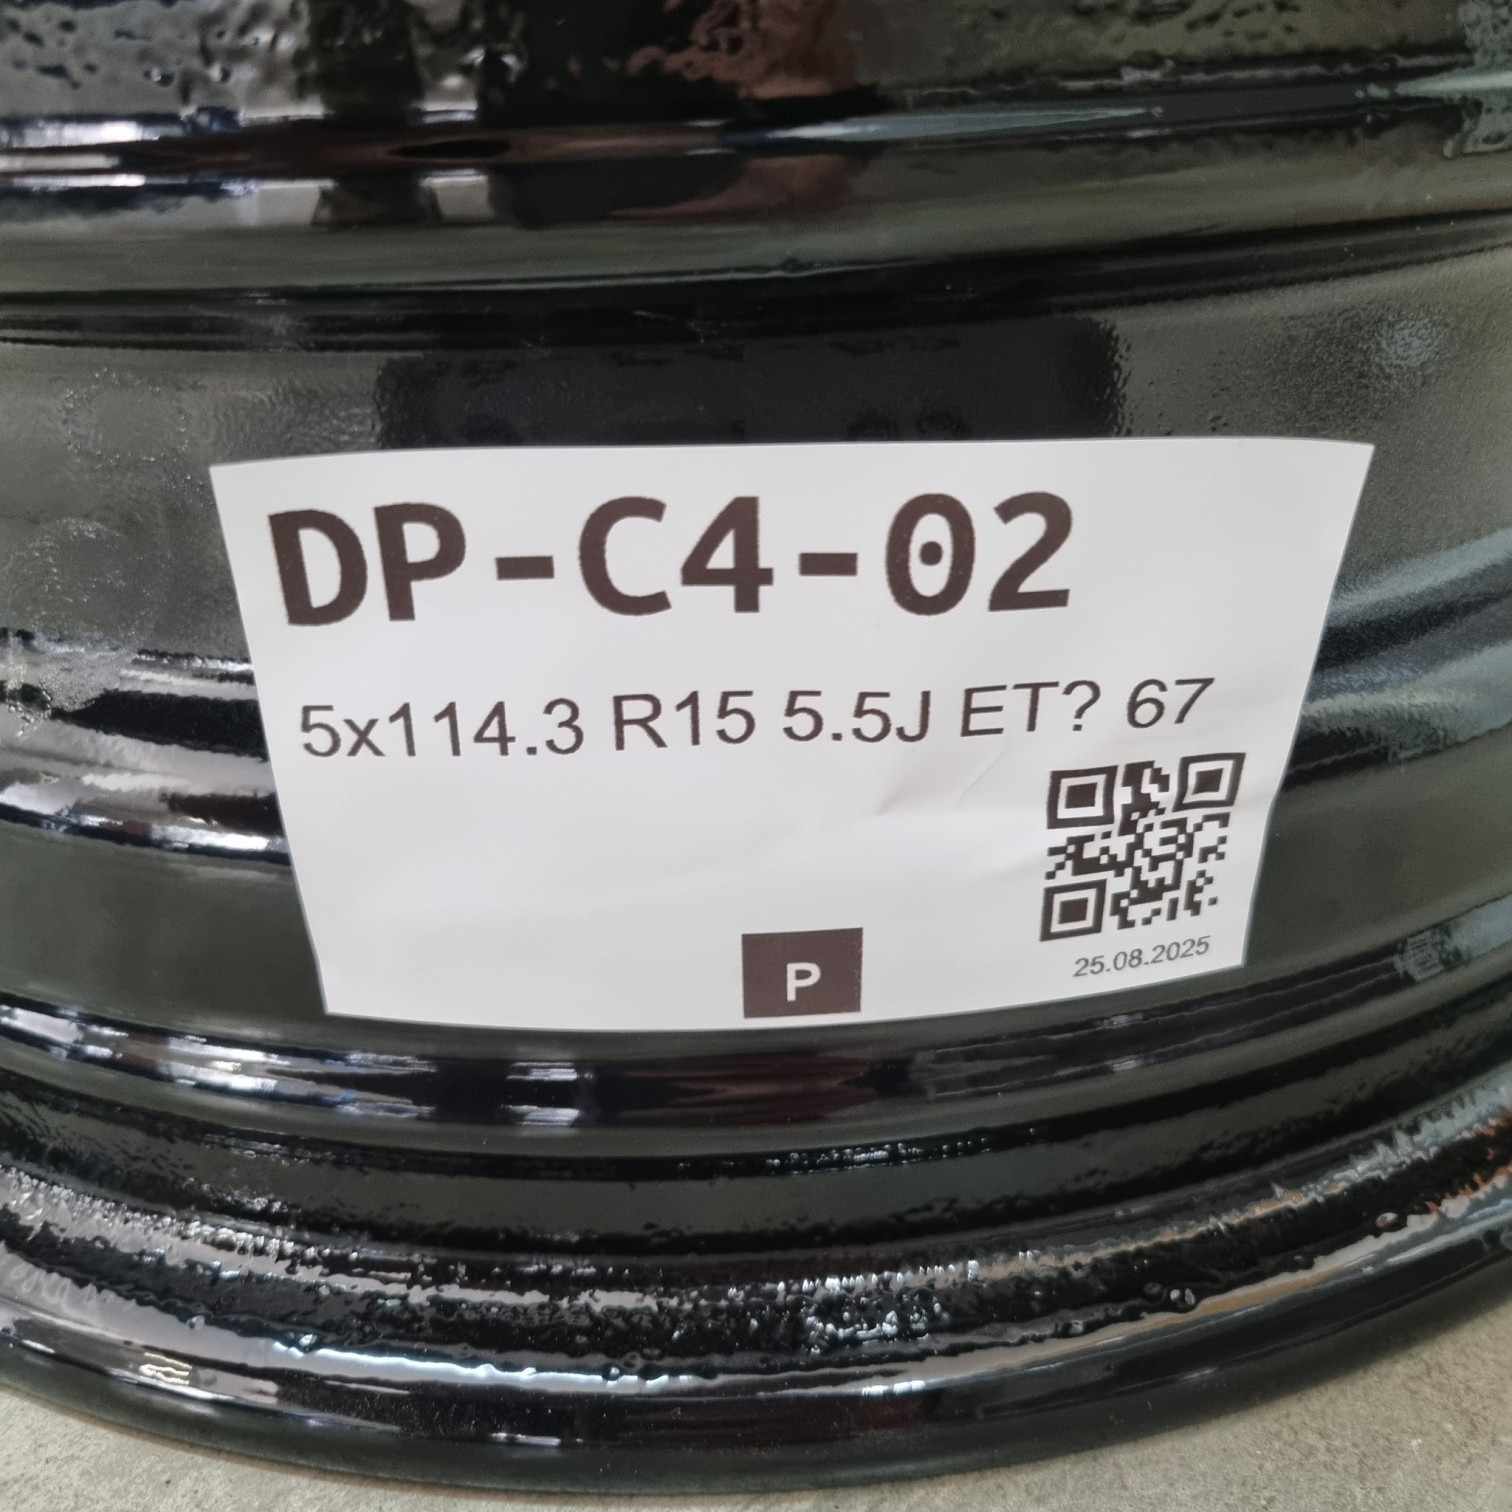 DP-C4-02
5x114.3 R15 5.5J ET? 67
P
25.08.2025